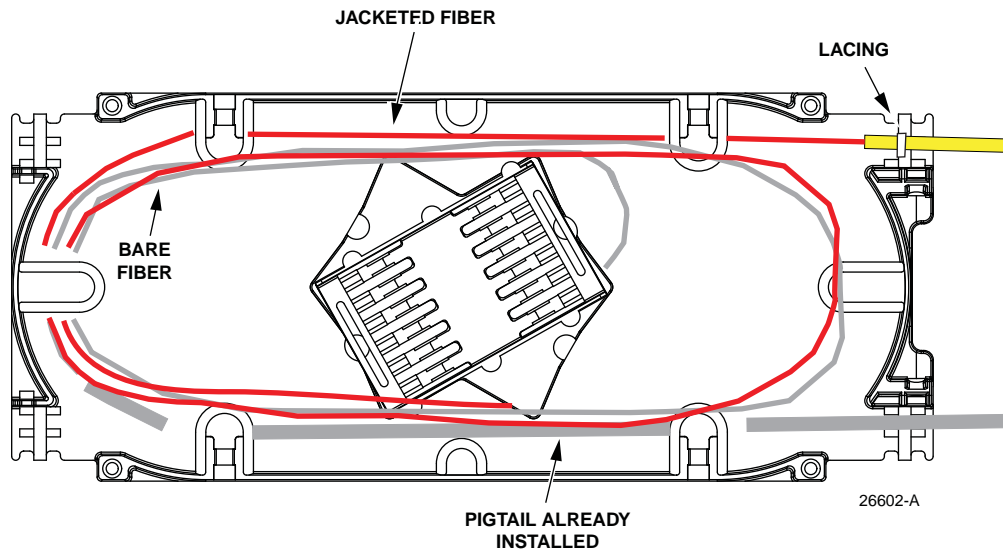 JACKETED FIBER
LACING
BARE
FIBER
26602-A
PIGTAIL ALREADY
INSTALLED